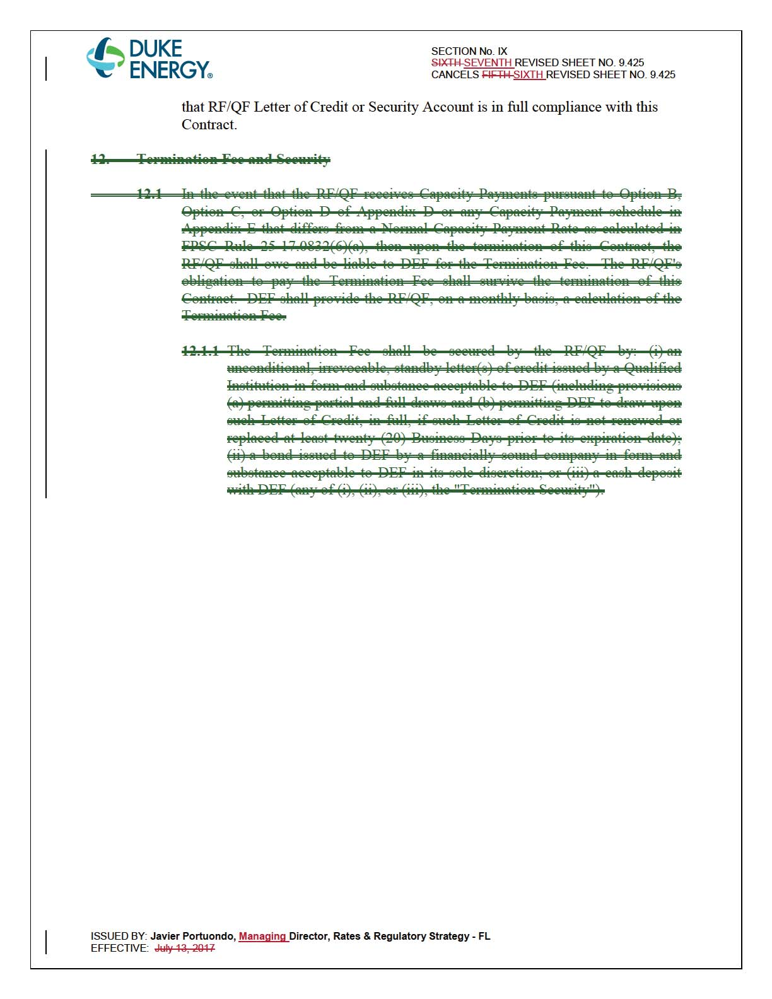 DUKE
ENERGY®
SECTION No. IX
SIXTH SEVENTH REVISED SHEET NO. 9.425
CANCELS FIFTH SIXTH REVISED SHEET NO. 9.425
that RF/QF Letter of Credit or Security Account is in full compliance with this
Contract.
12. Termination Fee and Security
12.1 In the event that the RF/QF receives Capacity Payments pursuant to Option B,
Option C, or Option D of Appendix D or any Capacity Payment schedule in
Appendix E that differs from a Normal Capacity Payment Rate as calculated in
FPSC Rule 25-17.0832(6)(a), then upon the termination of this Contract, the
RF/QF shall owe and be liable to DEF for the Termination Fee. The RF/QF's
obligation to pay the Termination Fee shall survive the termination of this
Contract. DEF shall provide the RF/QF, on a monthly basis, a calculation of the
Termination Fee.
12.1.1 The Termination Fee shall be secured by the RF/QF by: (i) an
unconditional, irrevocable, standby letter(s) of credit issued by a Qualified
Institution in form and substance acceptable to DEF (including provisions
(a) permitting partial and full draws and (b) permitting DEF to draw upon
such Letter of Credit, in full, if such Letter of Credit is not renewed or
replaced at least twenty (20) Business Days prior to its expiration date);
(ii) a bond issued to DEF by a financially sound company in form and
substance acceptable to DEF in its sole discretion; or (iii) a cash deposit
with DEF (any of (i), (ii), or (iii), the "Termination Security").
ISSUED BY: Javier Portuondo, Managing Director, Rates & Regulatory Strategy - FL
EFFECTIVE: July 13, 2017